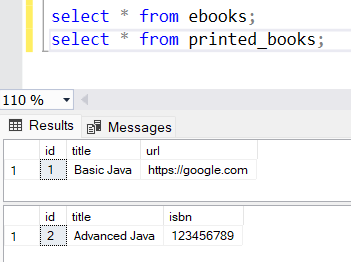 select * from ebooks;
select * from printed_books;
110 %
Results Messages
id title url
1 1 Basic Java https://google.com
id title isbn
1 2 Advanced Java 123456789